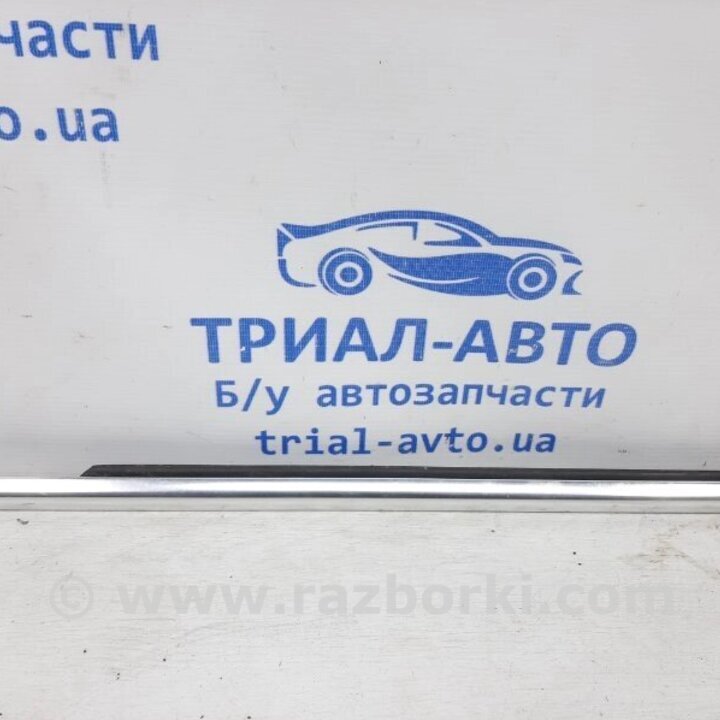 части
o.ua
ТРИАЛ-АВТО
Б/у автозапчасти
trial-avto.ua
© www.razborki.com